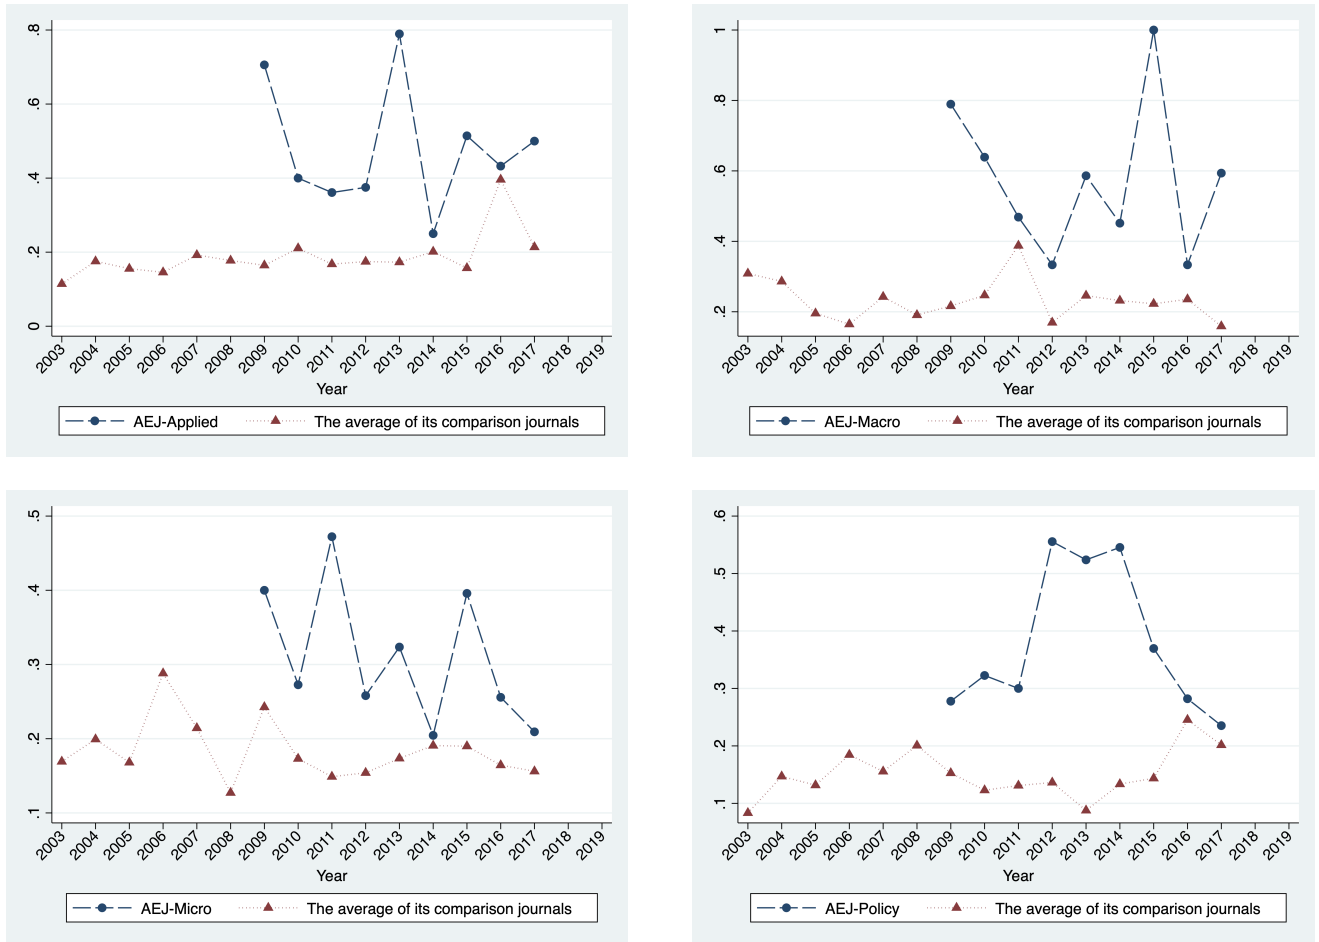 .8
.6
.4
.2
0
2003 2004 2005 2006 2007 2008 2009 2010 2011 2012 2013 2014 2015 2016 2017 2018 2019
Year
AEJ-Applied The average of its comparison journals
1
.8
.6
.4
.2
2003 2004 2005 2006 2007 2008 2009 2010 2011 2012 2013 2014 2015 2016 2017 2018 2019
Year
AEJ-Macro The average of its comparison journals
.5
.4
.3
.2
.1
2003 2004 2005 2006 2007 2008 2009 2010 2011 2012 2013 2014 2015 2016 2017 2018 2019
Year
AEJ-Micro The average of its comparison journals
.6
.5
.4
.3
.2
.1
2003 2004 2005 2006 2007 2008 2009 2010 2011 2012 2013 2014 2015 2016 2017 2018 2019
Year
AEJ-Policy The average of its comparison journals